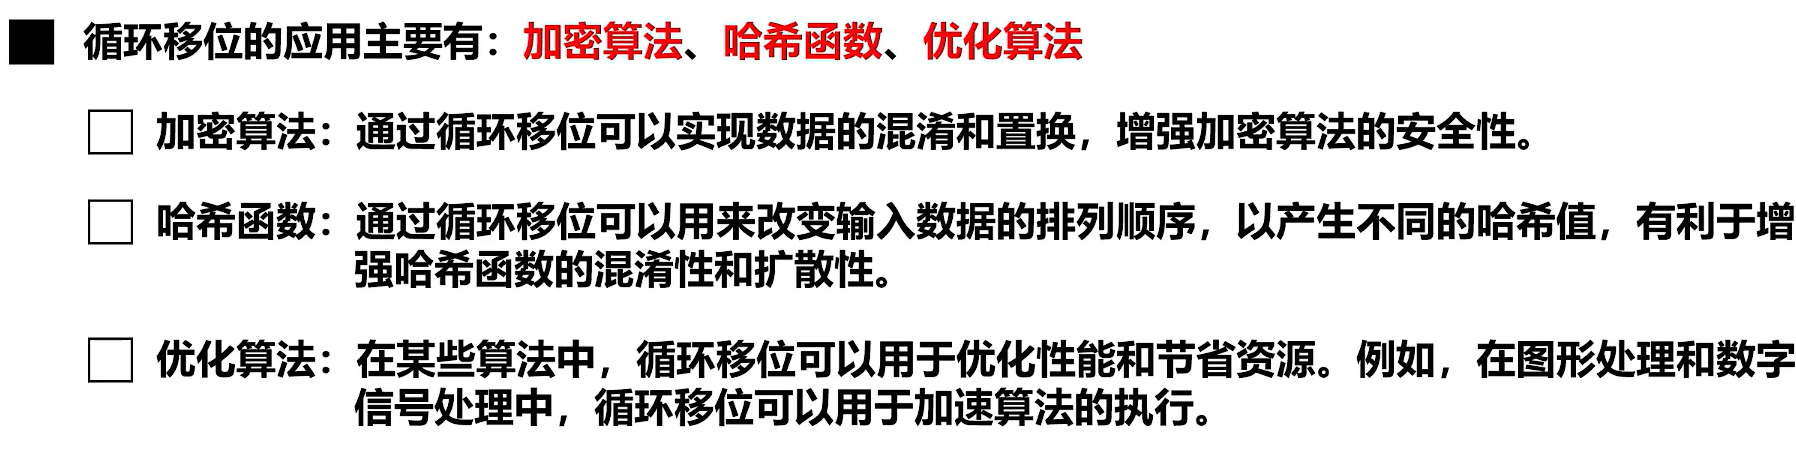 循环移位的应用主要有：加密算法、哈希函数、优化算法
加密算法：通过循环移位可以实现数据的混淆和置换，增强加密算法的安全性。
哈希函数：通过循环移位可以用来改变输入数据的排列顺序，以产生不同的哈希值，有利于增
强哈希函数的混淆性和扩散性。
优化算法：在某些算法中，循环移位可以用于优化性能和节省资源。例如，在图形处理和数字
信号处理中，循环移位可以用于加速算法的执行。